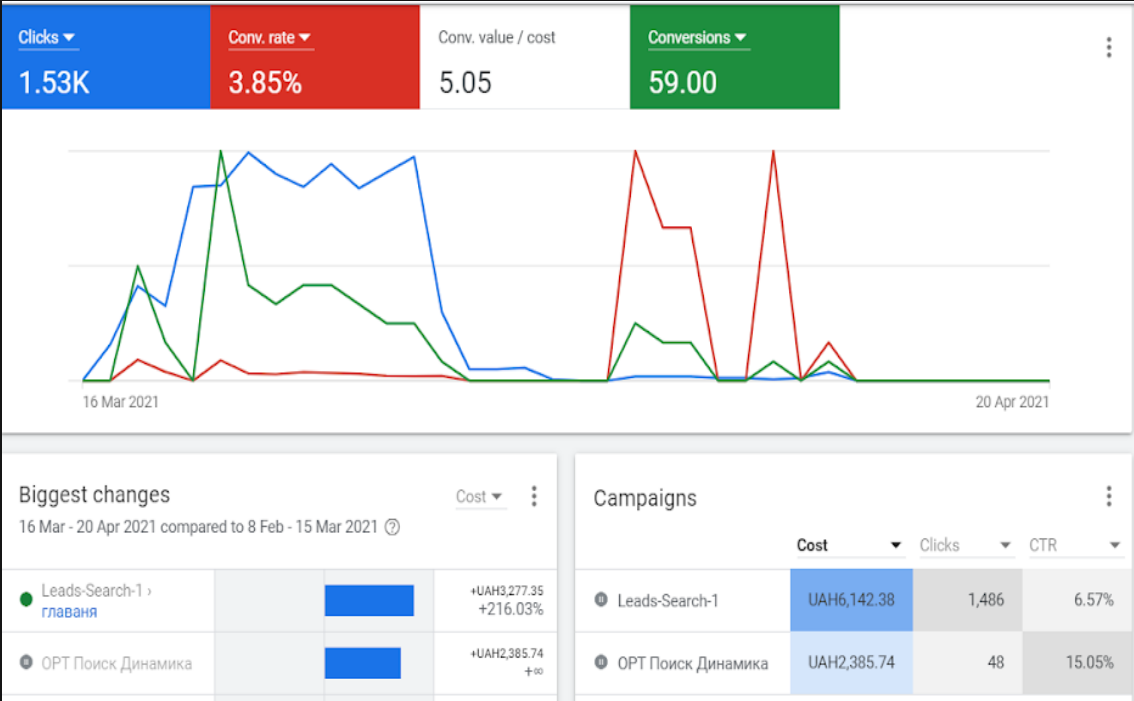 Clicks
Conv. rate
Conv. value / cost
Conversions
1.53K
3.85%
5.05
59.00
16 Mar 2021
20 Apr 2021
Biggest changes
Cost
16 Mar - 20 Apr 2021 compared to 8 Feb - 15 Mar 2021
Leads-Search-1 ›
главаня
+UAH3,277.35
+216.03%
ОРТ Поиск Динамика
+UAH2,385.74
+∞
Campaigns
Cost
Clicks
CTR
Leads-Search-1
UAH6,142.38
1,486
6.57%
ОРТ Поиск Динамика
UAH2,385.74
48
15.05%